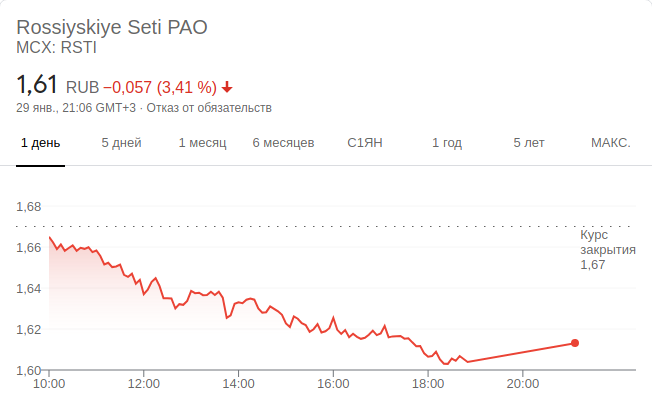 Rossiyskiye Seti PAO
MCX: RSTI
1,61 RUB −0,057 (3,41 %)
29 янв., 21:06 GMT+3 · Отказ от обязательств
1 день 5 дней 1 месяц 6 месяцев С1ЯН 1 год 5 лет МАКС.
1,68
Курс
закрытия
1,67
1,66
1,64
1,62
1,60
10:00 12:00 14:00 16:00 18:00 20:00